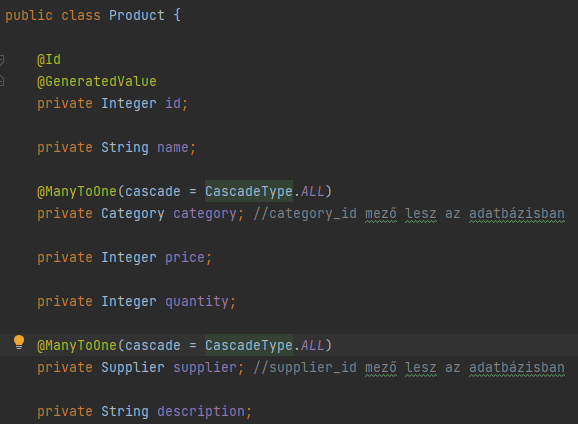 public class Product {
@Id
@GeneratedValue
private Integer id;
private String name;
@ManyToOne(cascade = CascadeType.ALL)
private Category category; //category_id mező lesz az adatbázisban
private Integer price;
private Integer quantity;
@ManyToOne(cascade = CascadeType.ALL)
private Supplier supplier; //supplier_id mező lesz az adatbázisban
private String description;